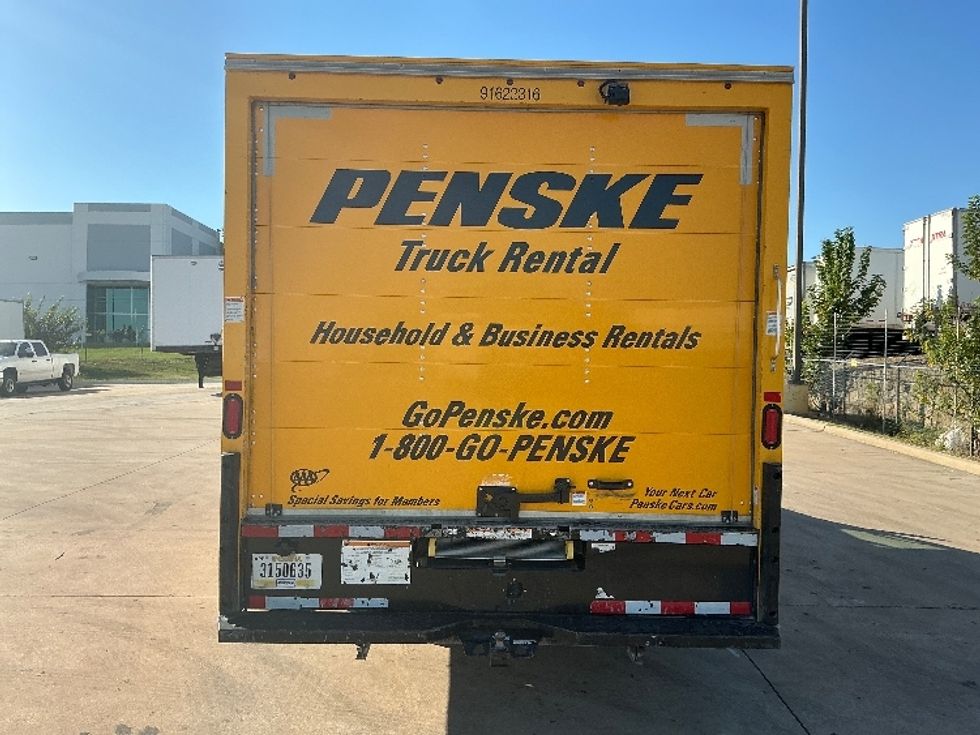 91622316
PENSKE
Truck Rental
Household & Business Rentals
GoPenske.com
1-800-GO-PENSKE
AAA
Special Savings for Members
Your Next Car
PenskeCars.com
3150635